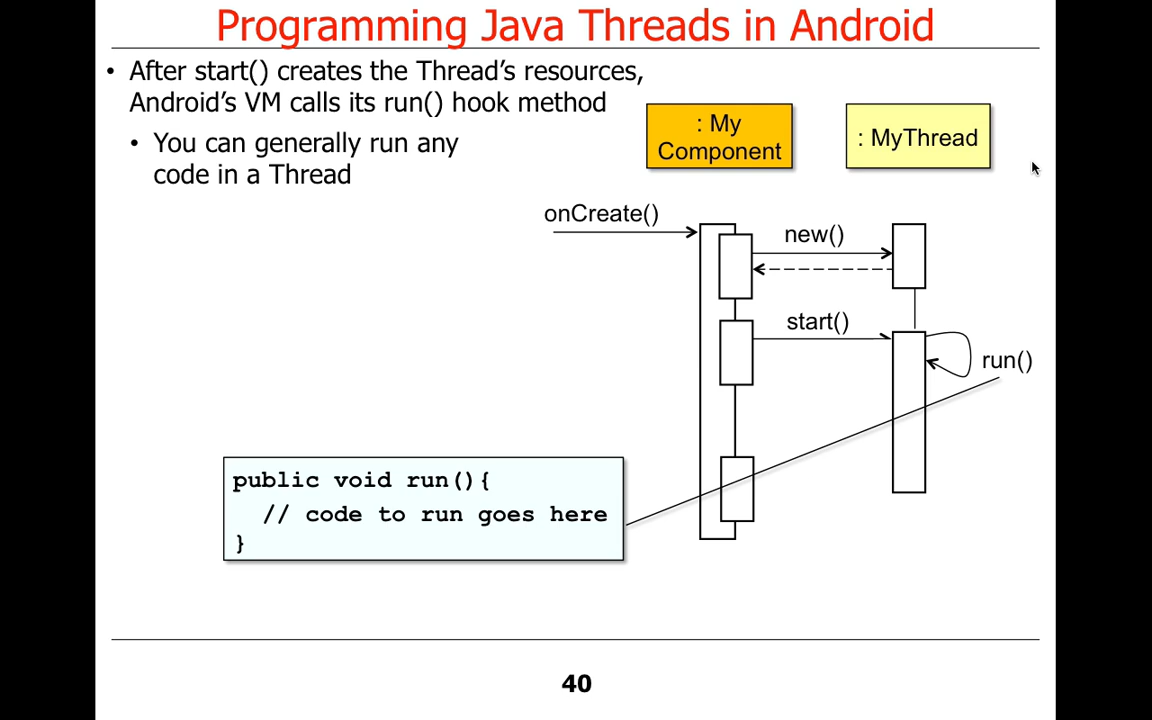 Programming Java Threads in Android
• After start() creates the Thread's resources,
Android's VM calls its run() hook method
• You can generally run any
code in a Thread
: My
Component
: MyThread
onCreate()
new()
start()
run()
public void run(){
// code to run goes here
}
40